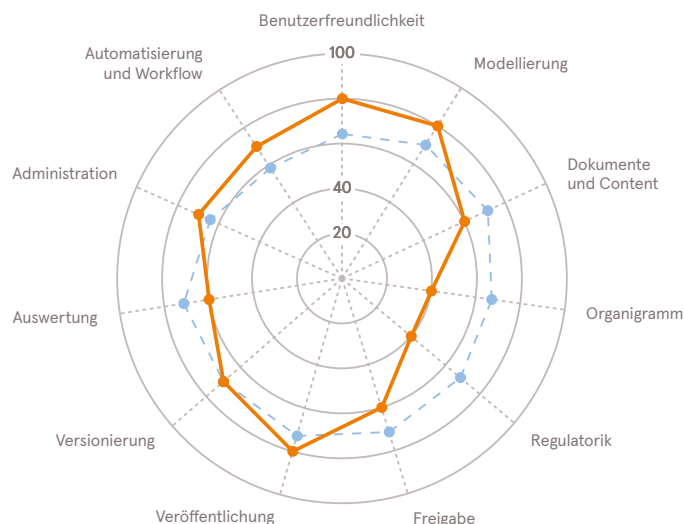 Benutzerfreundlichkeit
100
Automatisierung
und Workflow
Modellierung
Administration
Dokumente
und Content
40
20
Auswertung
Organigramm
Versionierung
Regulatorik
Veröffentlichung
Freigabe